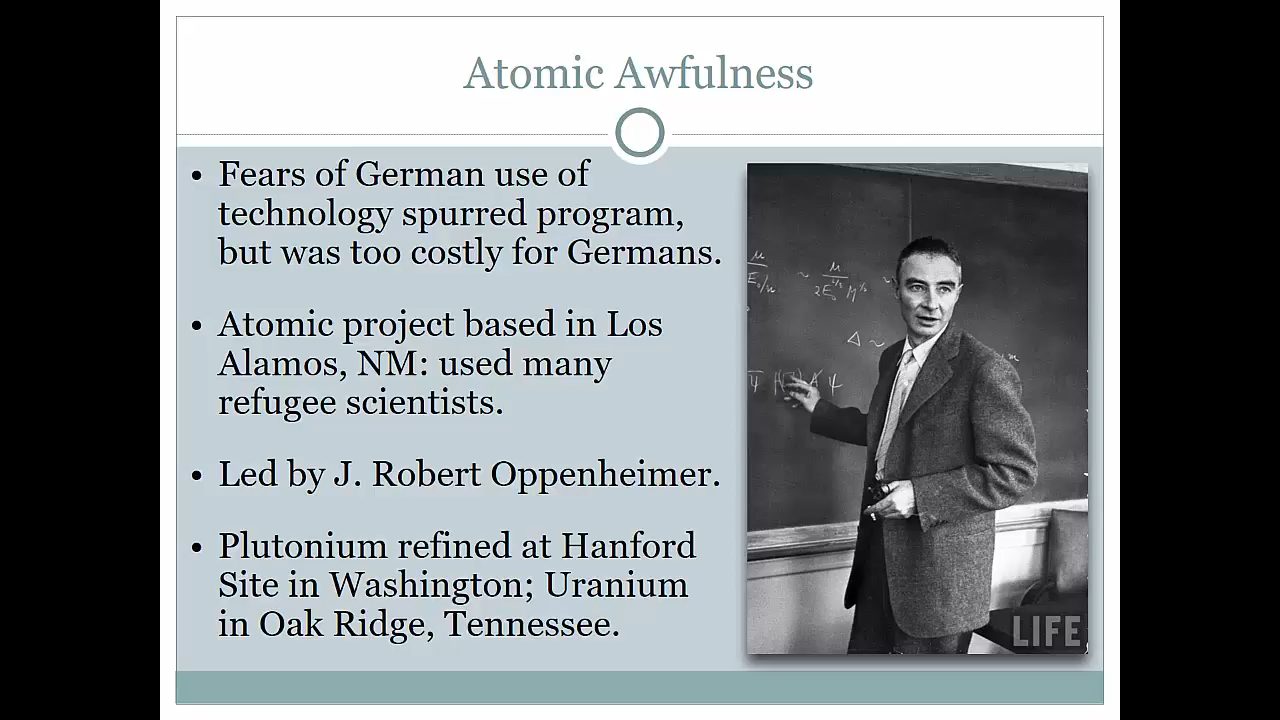 Atomic Awfulness
• Fears of German use of
technology spurred program,
but was too costly for Germans.
• Atomic project based in Los
Alamos, NM: used many
refugee scientists.
• Led by J. Robert Oppenheimer.
• Plutonium refined at Hanford
Site in Washington; Uranium
in Oak Ridge, Tennessee.
LIFE